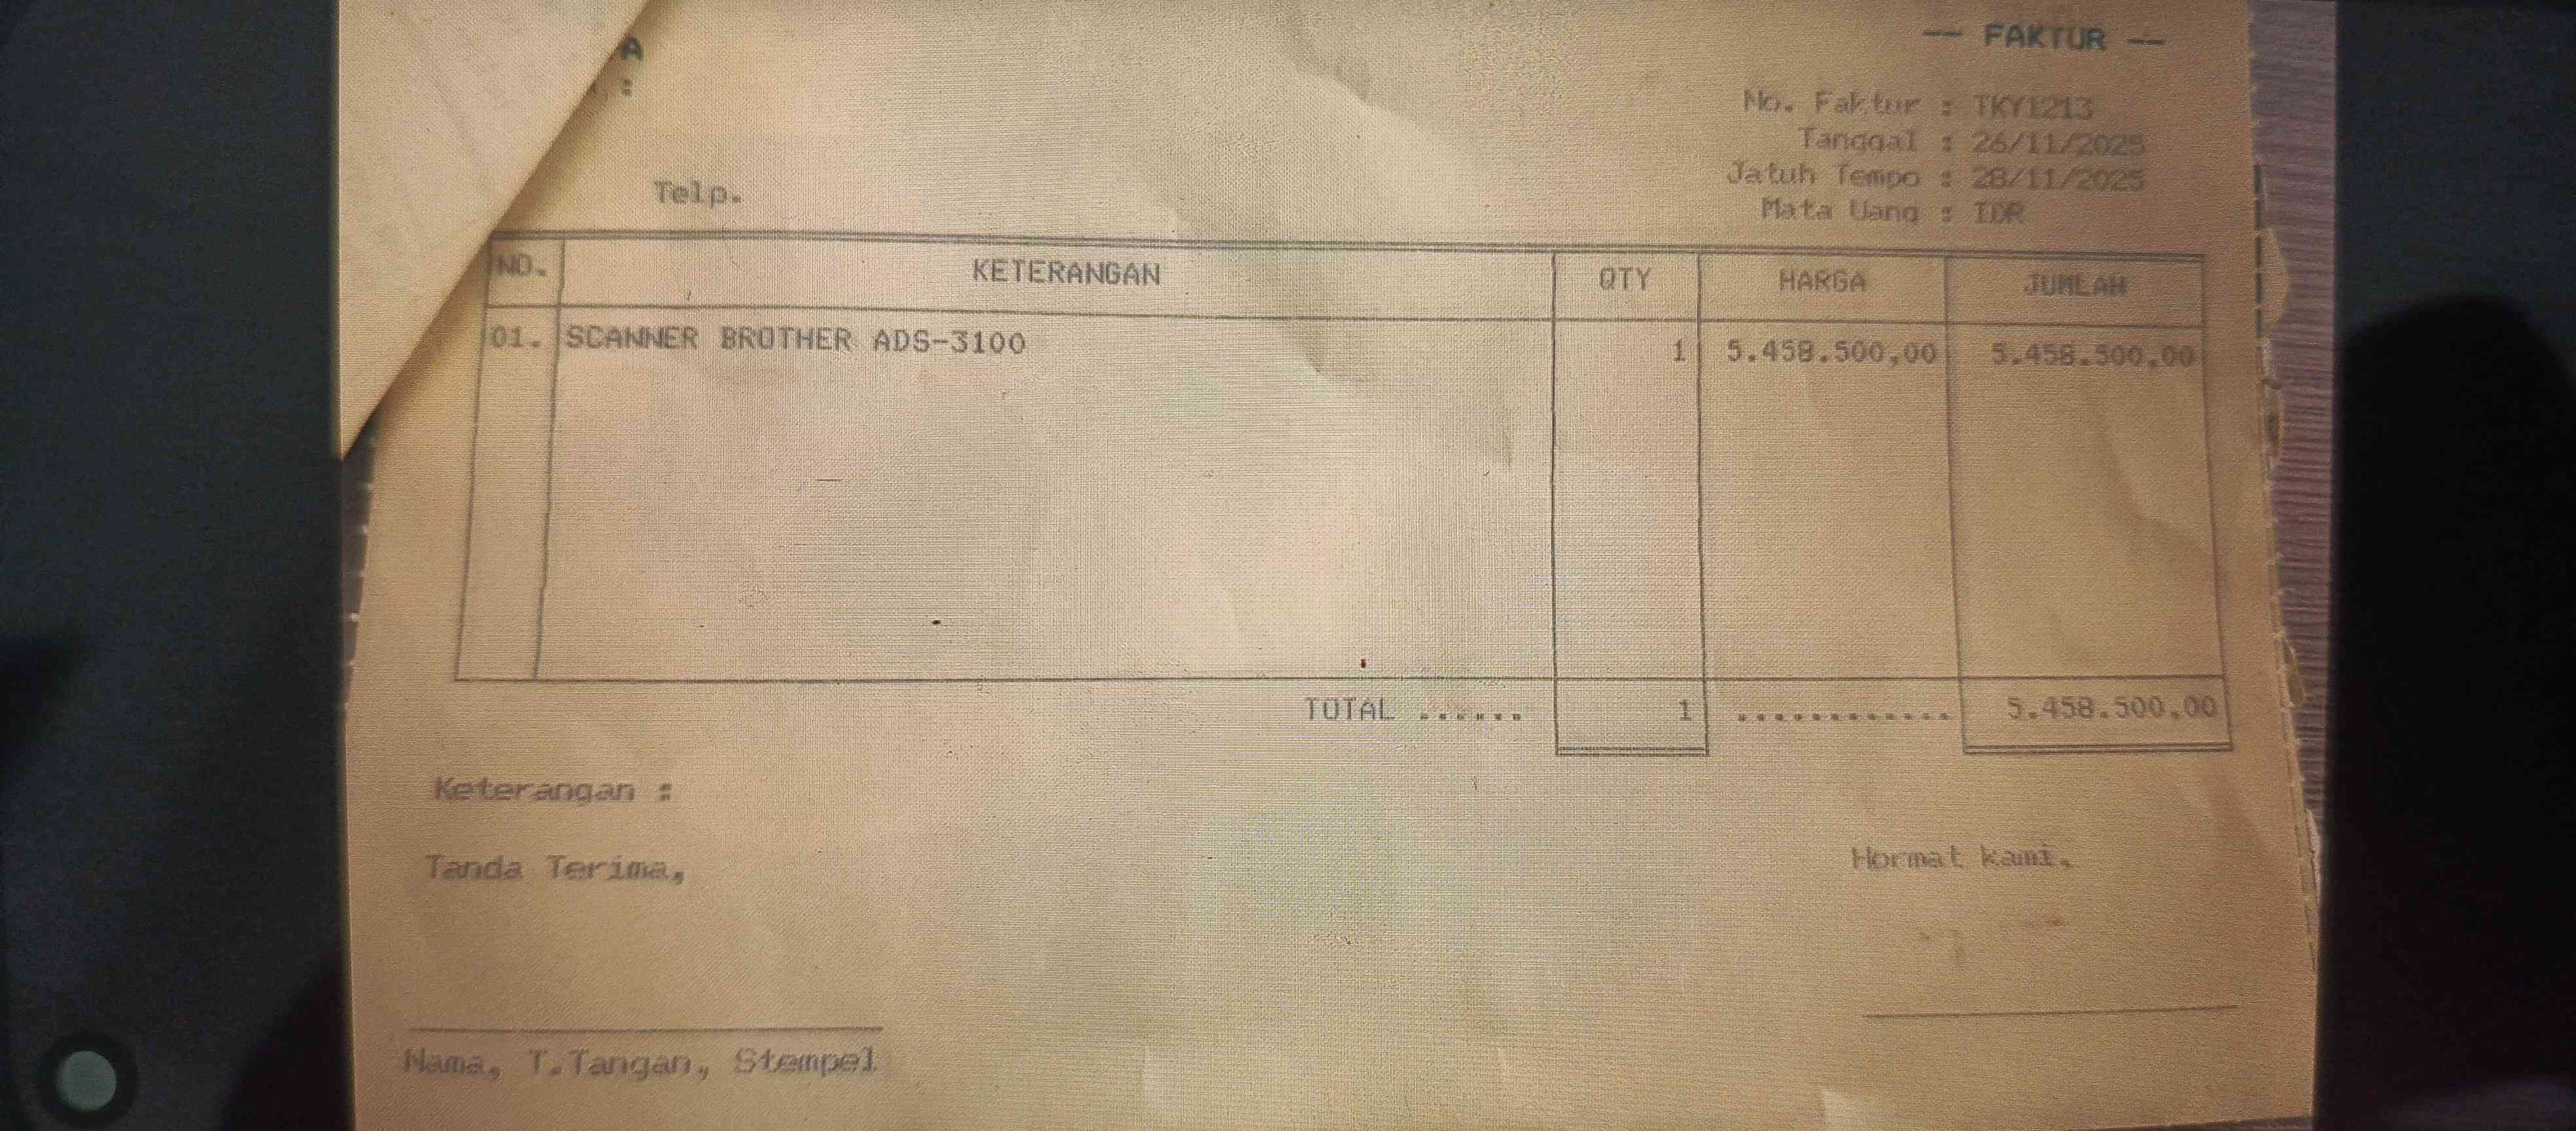 A
-- FAKTUR --
:
No. Faktur : TKY1213
Tanggal : 26/11/2025
Jatuh Tempo : 28/11/2025
Telp.
Mata Uang : IDR
NO. KETERANGAN QTY HARGA JUMLAH
01. SCANNER BROTHER ADS-3100 1 5.458.500,00 5.458.500,00
TOTAL ...... 1 ............ 5.458.500,00
Keterangan :
Tanda Terima, Hormat kami,
Nama, T.Tangan, Stempel